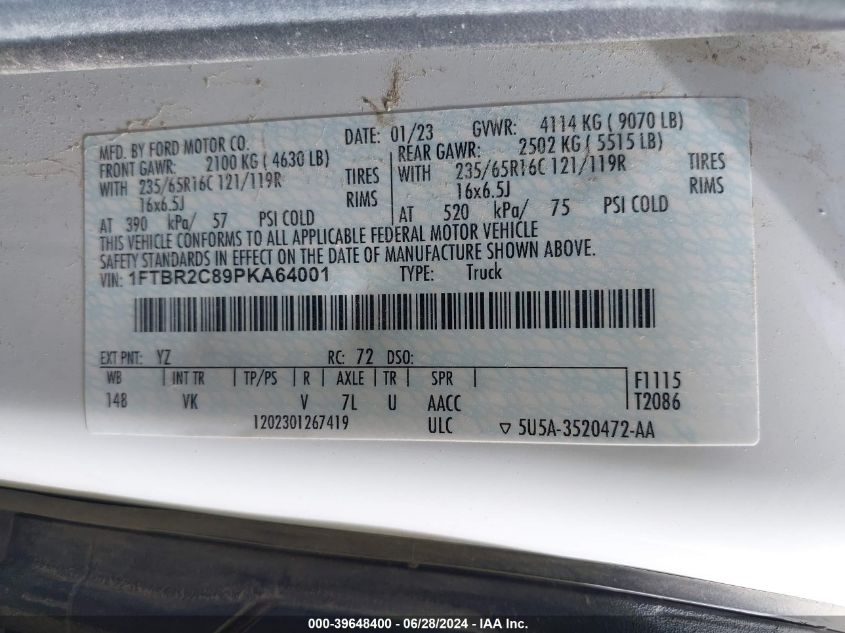 MFD. BY FORD MOTOR CO.
DATE: 01/23 GVWR: 4114 KG ( 9070 LB)
FRONT GAWR: 2100 KG ( 4630 LB)
REAR GAWR: 2502 KG ( 5515 LB)
WITH 235/65R16C 121/119R TIRES
WITH 235/65R16C 121/119R TIRES
16x6.5J RIMS
16x6.5J RIMS
AT 390 kPa/ 57 PSI COLD
AT 520 kPa/ 75 PSI COLD
THIS VEHICLE CONFORMS TO ALL APPLICABLE FEDERAL MOTOR VEHICLE
SAFETY STANDARDS IN EFFECT ON THE DATE OF MANUFACTURE SHOWN ABOVE.
VIN: 1FTBR2C89PKA64001 TYPE: Truck
EXT PNT: YZ RC: 72 DSO:
WB INT TR TP/PS R AXLE TR SPR F1115
148 VK V 7L U AACC T2086
1202301267419 ULC ▽ 5U5A-3520472-AA
000-39648400 - 06/28/2024 - IAA Inc.